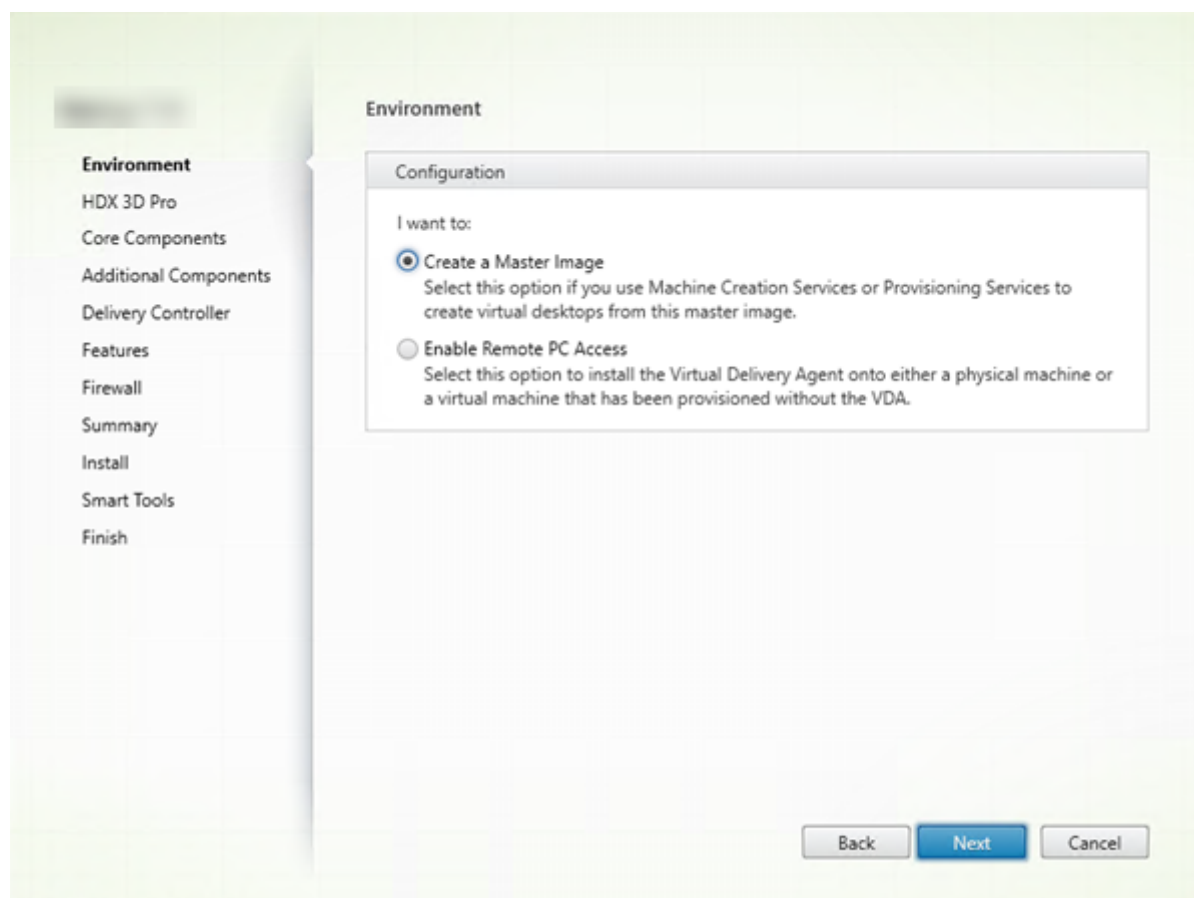 Environment
HDX 3D Pro
Core Components
Additional Components
Delivery Controller
Features
Firewall
Summary
Install
Smart Tools
Finish
Environment
Configuration
I want to:
Create a Master Image
Select this option if you use Machine Creation Services or Provisioning Services to
create virtual desktops from this master image.
Enable Remote PC Access
Select this option to install the Virtual Delivery Agent onto either a physical machine or
a virtual machine that has been provisioned without the VDA.
Back
Next
Cancel